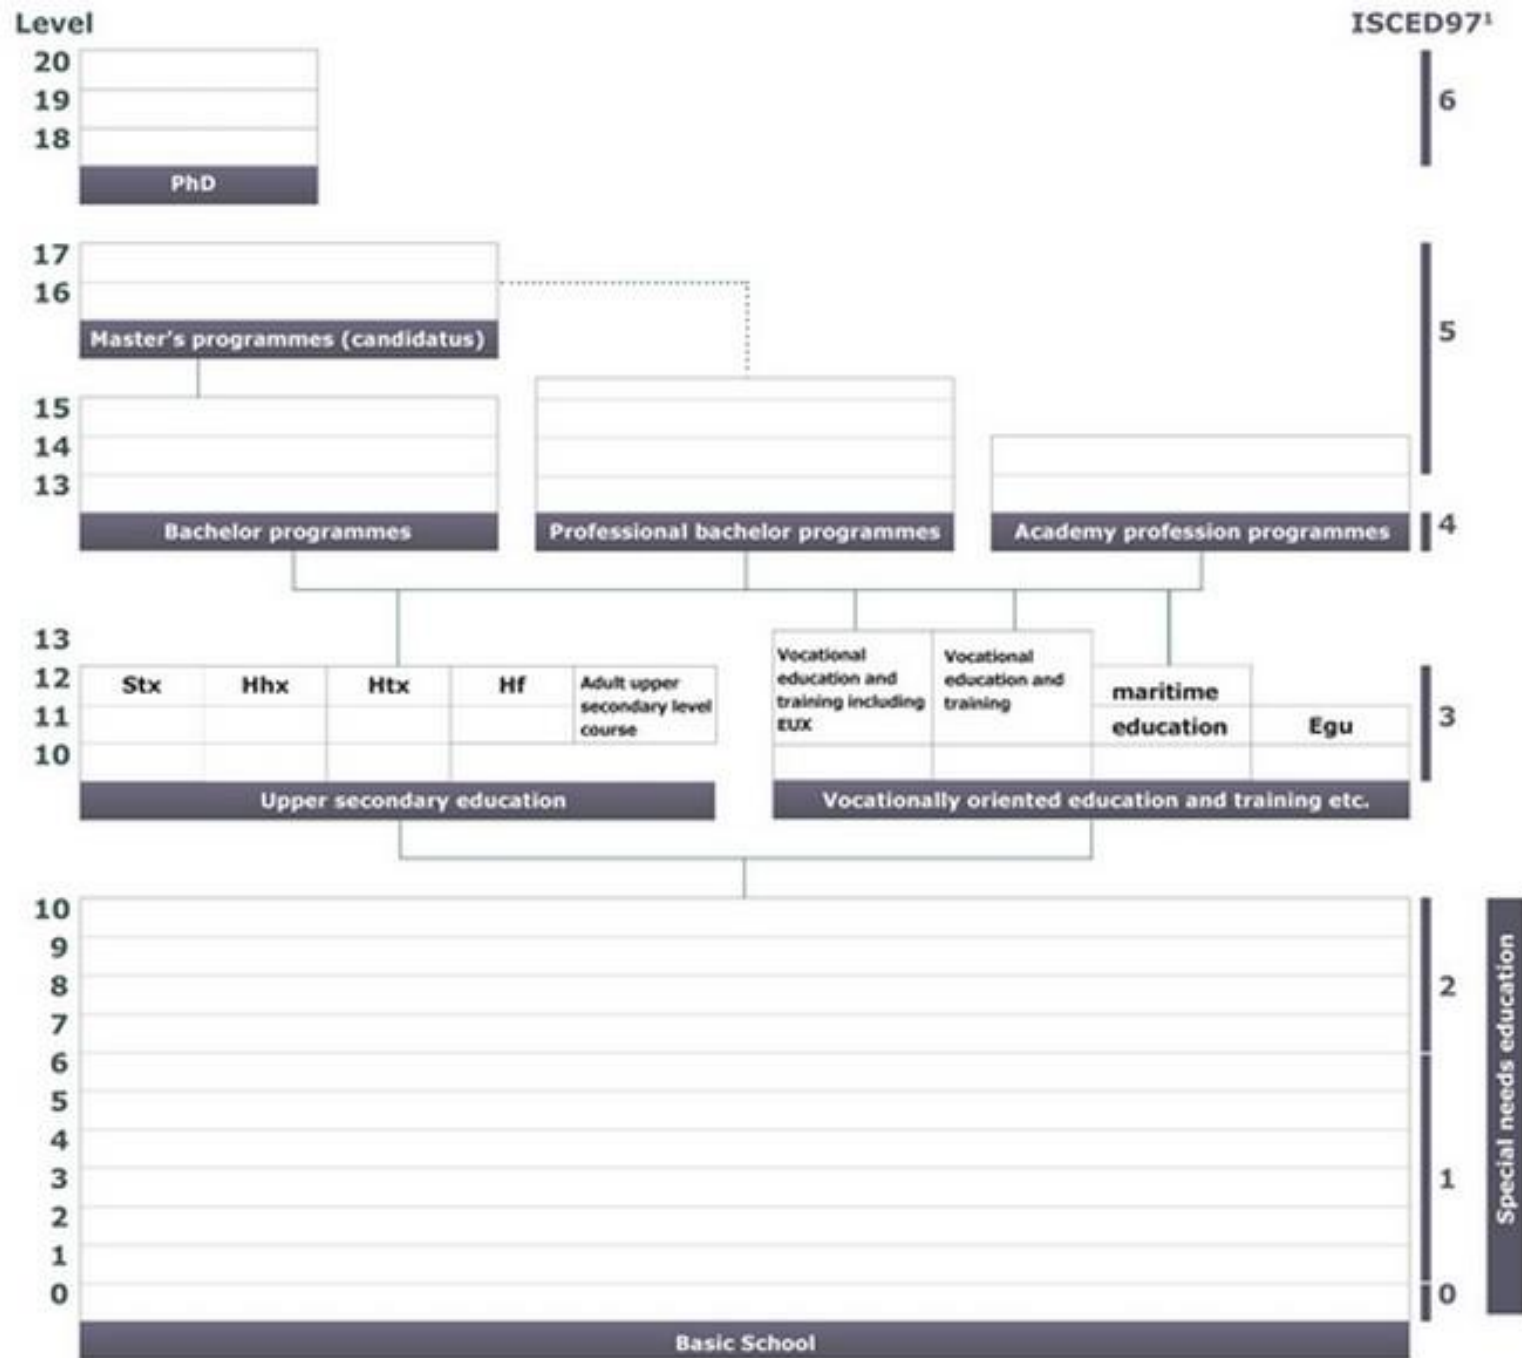 Level
ISCED97¹
20
19
6
18
PhD
17
16
5
Master's programmes (candidatus)
15
14
13
4
Bachelor programmes
Professional bachelor programmes
Academy profession programmes
13
12
11
10
Stx
Hhx
Htx
Hf
Adult upper
secondary level
course
Vocational
education and
training including
EUX
Vocational
education and
training
maritime
education
Egu
3
Upper secondary education
Vocationally oriented education and training etc.
10
9
8
2
7
6
5
4
3
1
2
1
0
0
Special needs education
Basic School